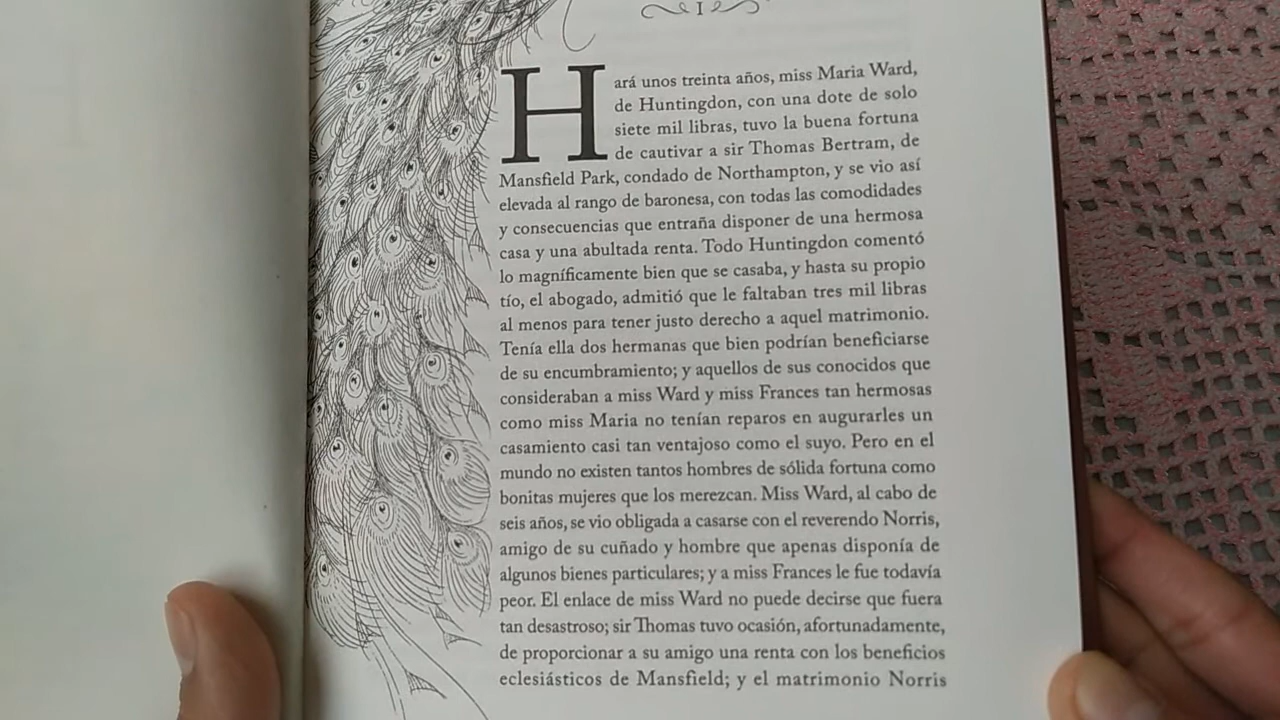 I
Hará unos treinta años, miss Maria Ward,
de Huntingdon, con una dote de solo
siete mil libras, tuvo la buena fortuna
de cautivar a sir Thomas Bertram, de
Mansfield Park, condado de Northampton, y se vio así
elevada al rango de baronesa, con todas las comodidades
y consecuencias que entraña disponer de una hermosa
casa y una abultada renta. Todo Huntingdon comentó
lo magníficamente bien que se casaba, y hasta su propio
tío, el abogado, admitió que le faltaban tres mil libras
al menos para tener justo derecho a aquel matrimonio.
Tenía ella dos hermanas que bien podrían beneficiarse
de su encumbramiento; y aquellos de sus conocidos que
consideraban a miss Ward y miss Frances tan hermosas
como miss Maria no tenían reparos en augurarles un
casamiento casi tan ventajoso como el suyo. Pero en el
mundo no existen tantos hombres de sólida fortuna como
bonitas mujeres que los merezcan. Miss Ward, al cabo de
seis años, se vio obligada a casarse con el reverendo Norris,
amigo de su cuñado y hombre que apenas disponía de
algunos bienes particulares; y a miss Frances le fue todavía
peor. El enlace de miss Ward no puede decirse que fuera
tan desastroso; sir Thomas tuvo ocasión, afortunadamente,
de proporcionar a su amigo una renta con los beneficios
eclesiásticos de Mansfield; y el matrimonio Norris